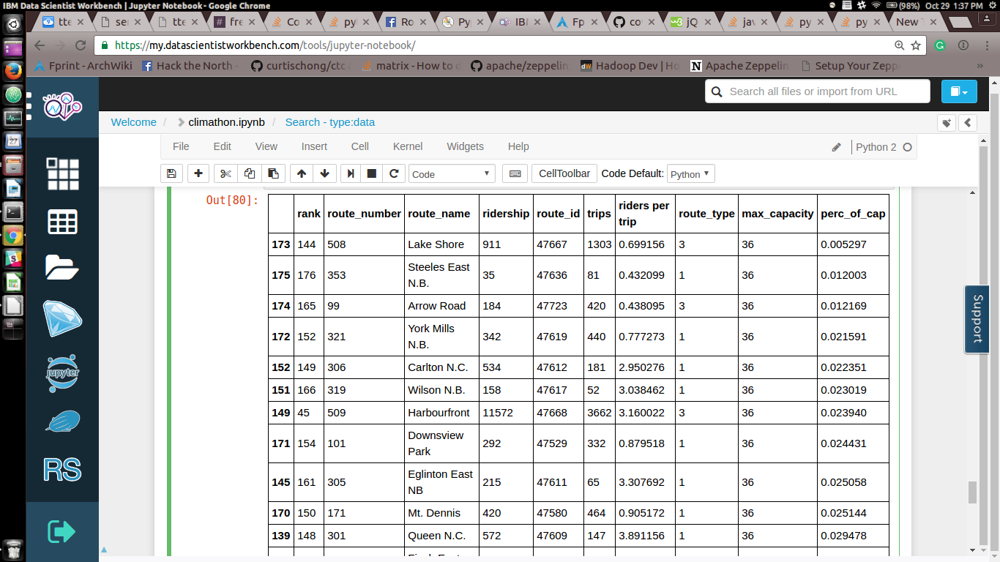 IBM Data Scientist Workbench | Jupyter Notebook- Google Chrome
(98%) Oct 29 1:37 PM
tte
sei
tte
fre
Co
pyt
Ro
Py
IBM
Fp
co
jQ
jav
py
py
New T
https://my.datascientistworkbench.com/tools/jupyter-notebook/
Fprint - ArchWiki
Hack the North -
curtischong/ctc
matrix - How to d
apache/zeppelin
Hadoop Dev | Ho
Apache Zeppelin
Setup Your Zepp
»
Search all files or import from URL
Welcome / climathon.ipynb / Search - type:data
File Edit View Insert Cell Kernel Widgets Help
Python 2
Code
CellToolbar
Code Default:
Python
Out[80]:
rank route_number route_name ridership route_id trips riders per trip route_type max_capacity perc_of_cap
173 144 508 Lake Shore 911 47667 1303 0.699156 3 36 0.005297
175 176 353 Steeles East N.B. 35 47636 81 0.432099 1 36 0.012003
174 165 99 Arrow Road 184 47723 420 0.438095 3 36 0.012169
172 152 321 York Mills N.B. 342 47619 440 0.777273 1 36 0.021591
152 149 306 Carlton N.C. 534 47612 181 2.950276 1 36 0.022351
151 166 319 Wilson N.B. 158 47617 52 3.038462 1 36 0.023019
149 45 509 Harbourfront 11572 47668 3662 3.160022 3 36 0.023940
171 154 101 Downsview Park 292 47529 332 0.879518 1 36 0.024431
145 161 305 Eglinton East NB 215 47611 65 3.307692 1 36 0.025058
170 150 171 Mt. Dennis 420 47580 464 0.905172 1 36 0.025144
139 148 301 Queen N.C. 572 47609 147 3.891156 1 36 0.029478
jupyter
RS
Support
27